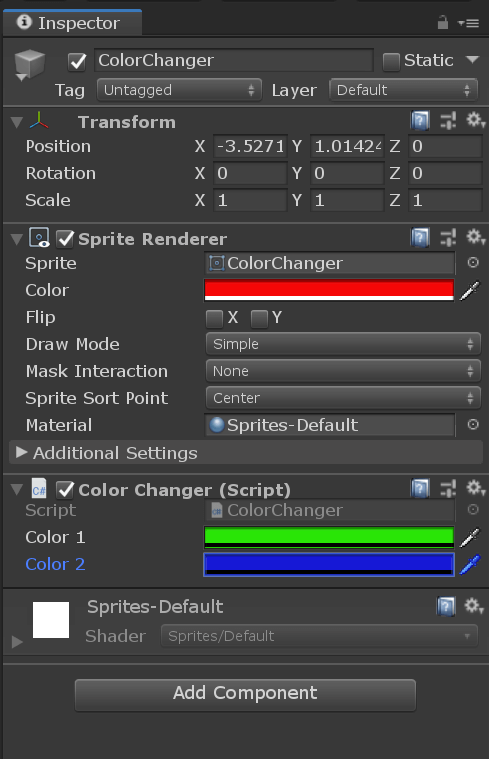 Inspector
ColorChanger Static
Tag Untagged Layer Default
Transform
Position X -3.5271 Y 1.01424 Z 0
Rotation X 0 Y 0 Z 0
Scale X 1 Y 1 Z 1
Sprite Renderer
Sprite ColorChanger
Color
Flip X Y
Draw Mode Simple
Mask Interaction None
Sprite Sort Point Center
Material Sprites-Default
Additional Settings
C# Color Changer (Script)
Script ColorChanger
Color 1
Color 2
Sprites-Default
Shader Sprites/Default
Add Component